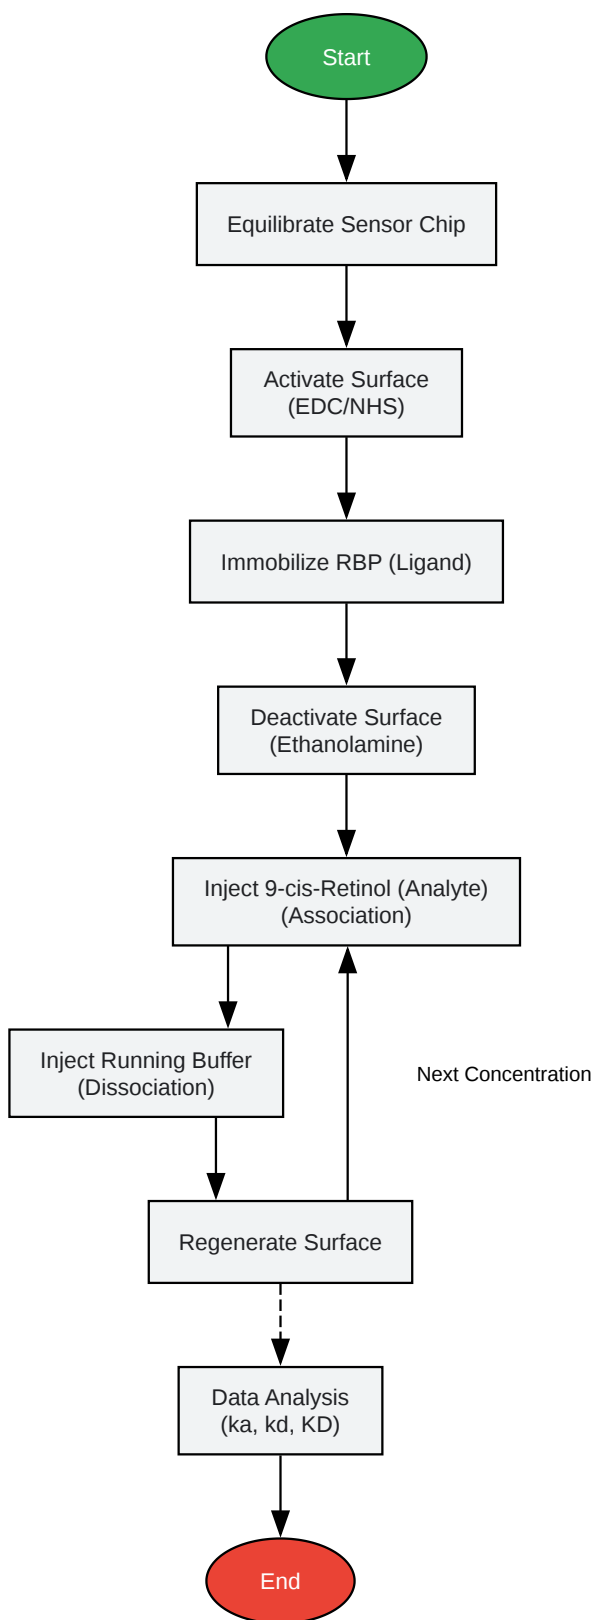 Start
Equilibrate Sensor Chip
Activate Surface
(EDC/NHS)
Immobilize RBP (Ligand)
Deactivate Surface
(Ethanolamine)
Inject 9-cis-Retinol (Analyte)
(Association)
Inject Running Buffer
(Dissociation)
Next Concentration
Regenerate Surface
Data Analysis
(ka, kd, KD)
End